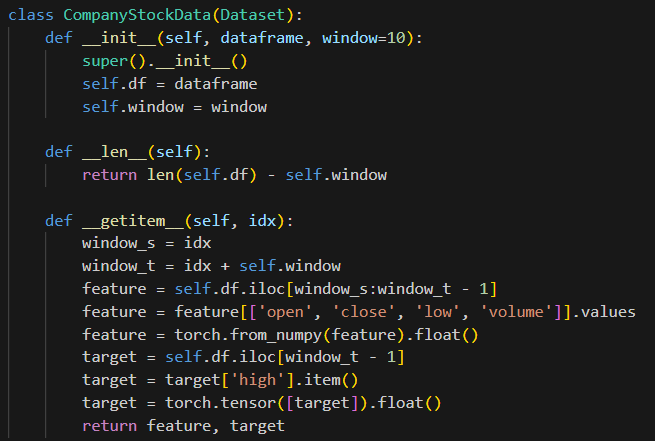 class CompanyStockData(Dataset):
    def __init__(self, dataframe, window=10):
        super().__init__()
        self.df = dataframe
        self.window = window

    def __len__(self):
        return len(self.df) - self.window

    def __getitem__(self, idx):
        window_s = idx
        window_t = idx + self.window
        feature = self.df.iloc[window_s:window_t - 1]
        feature = feature[['open', 'close', 'low', 'volume']].values
        feature = torch.from_numpy(feature).float()
        target = self.df.iloc[window_t - 1]
        target = target['high'].item()
        target = torch.tensor([target]).float()
        return feature, target